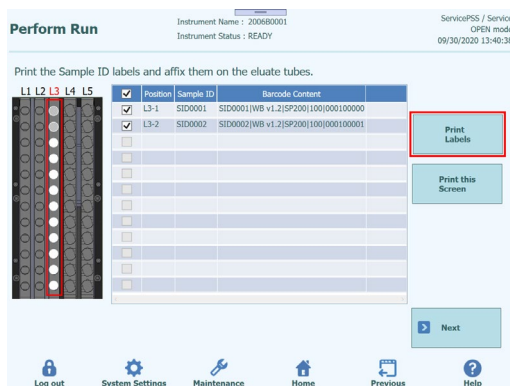 Perform Run
Instrument Name : 2006B0001
Instrument Status : READY
ServicePSS / Servic
OPEN mod
09/30/2020 13:40:38
Print the Sample ID labels and affix them on the eluate tubes.
L1 L2 L3 L4 L5
Position Sample ID Barcode Content
L3-1 SID0001 SID0001|WB v1.2|SP200|100|000100000
L3-2 SID0002 SID0002|WB v1.2|SP200|100|000100001
Print
Labels
Print this
Screen
Next
Log out System Settings Maintenance Home Previous Help